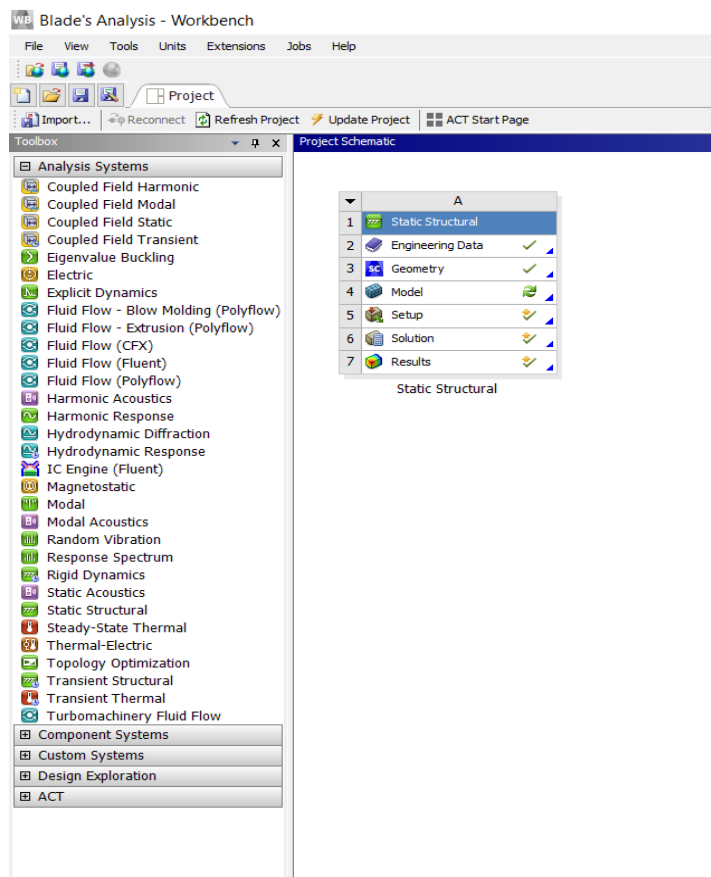 WB Blade's Analysis - Workbench
File View Tools Units Extensions Jobs Help
Project
Import... Reconnect Refresh Project Update Project ACT Start Page
Toolbox
Project Schematic
Analysis Systems
Coupled Field Harmonic
Coupled Field Modal
Coupled Field Static
Coupled Field Transient
Eigenvalue Buckling
Electric
Explicit Dynamics
Fluid Flow - Blow Molding (Polyflow)
Fluid Flow - Extrusion (Polyflow)
Fluid Flow (CFX)
Fluid Flow (Fluent)
Fluid Flow (Polyflow)
Harmonic Acoustics
Harmonic Response
Hydrodynamic Diffraction
Hydrodynamic Response
IC Engine (Fluent)
Magnetostatic
Modal
Modal Acoustics
Random Vibration
Response Spectrum
Rigid Dynamics
Static Acoustics
Static Structural
Steady-State Thermal
Thermal-Electric
Topology Optimization
Transient Structural
Transient Thermal
Turbomachinery Fluid Flow
Component Systems
Custom Systems
Design Exploration
ACT
A
1 Static Structural
2 Engineering Data
3 SC Geometry
4 Model
5 Setup
6 Solution
7 Results
Static Structural